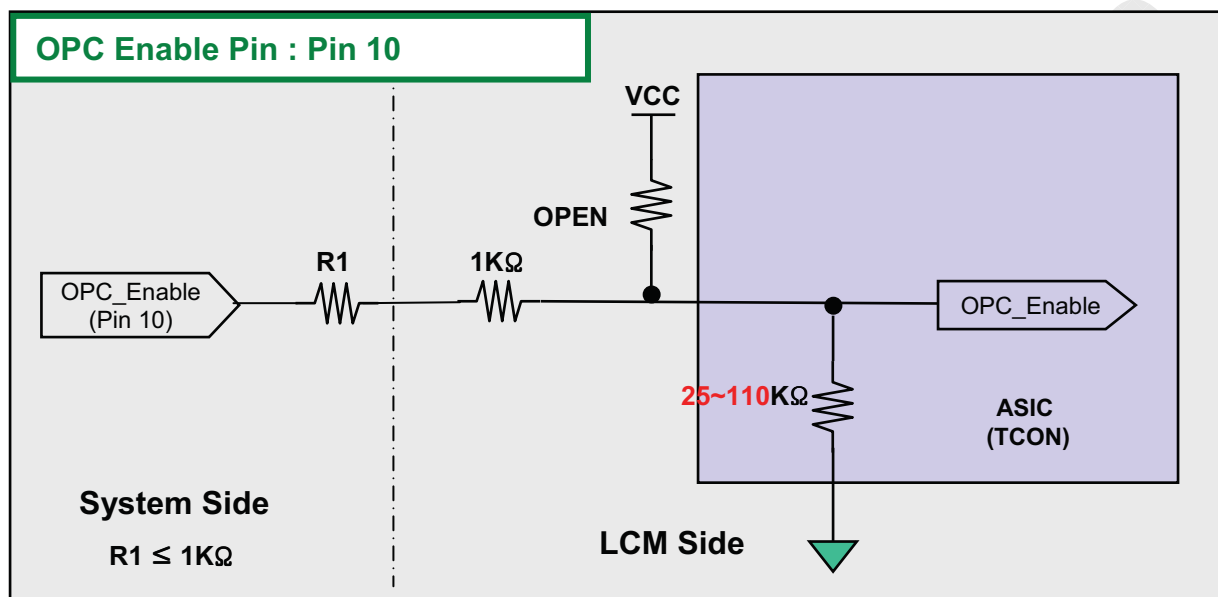 OPC Enable Pin : Pin 10
VCC
OPEN
R1
1KΩ
OPC_Enable
(Pin 10)
OPC_Enable
25~110KΩ
ASIC
(TCON)
System Side
R1 ≤ 1KΩ
LCM Side